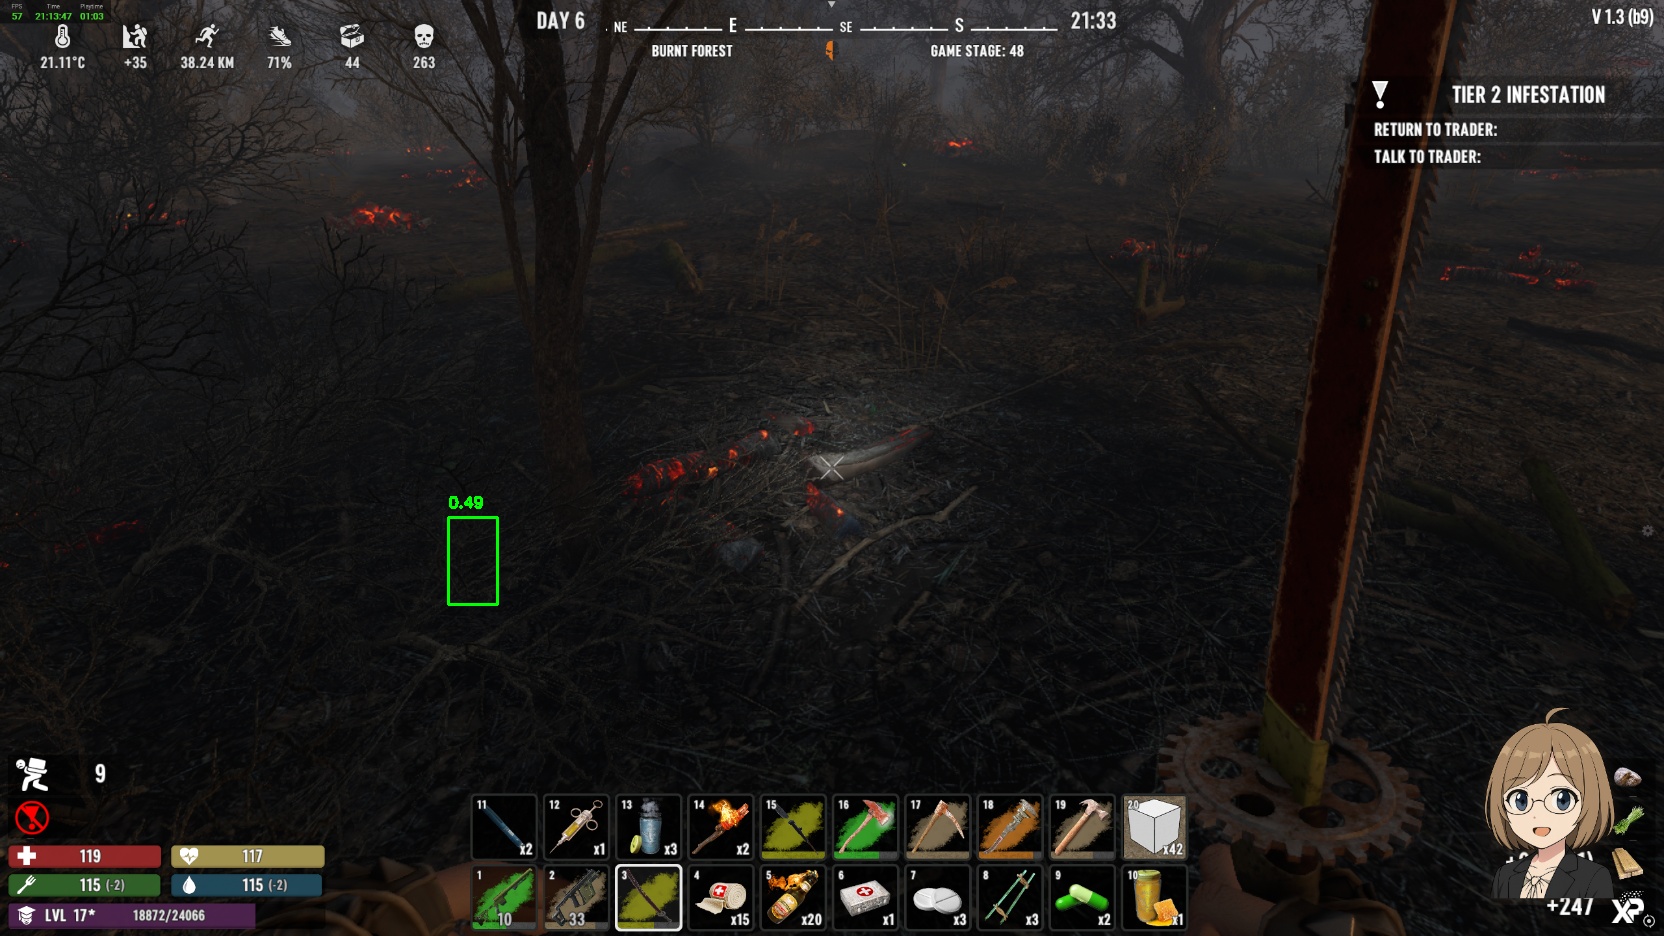 FPS Time Playtime
57 21:13:47 01:03
DAY 6
NE E SE S
21:33
V 1.3 (b9)
BURNT FOREST
GAME STAGE: 48
21.11°C
+35
38.24 KM
71%
44
263
TIER 2 INFESTATION
RETURN TO TRADER:
TALK TO TRADER:
0.49
9
119
117
115 (-2)
115 (-2)
LVL 17* 18872/24066
11 x2
12 x1
13 x3
14 x2
15
16
17
18
19
20 x42
1 10
2 33
3
4 x15
5 x20
6 x1
7 x3
8 x3
9 x2
10 x1
+247 XP